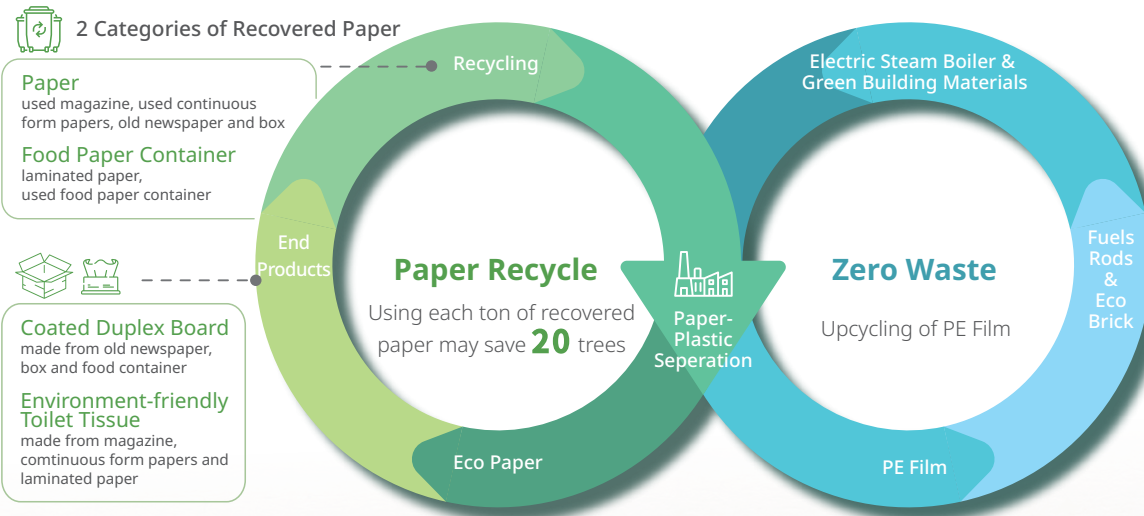 2 Categories of Recovered Paper
Paper
used magazine, used continuous
form papers, old newspaper and box
Food Paper Container
laminated paper,
used food paper container
Coated Duplex Board
made from old newspaper,
box and food container
Environment-friendly
Toilet Tissue
made from magazine,
comtinuous form papers and
laminated paper
Recycling
End
Products
Paper Recycle
Using each ton of recovered
paper may save 20 trees
Eco Paper
Paper-
Plastic
Seperation
Electric Steam Boiler &
Green Building Materials
Zero Waste
Upcycling of PE Film
Fuels
Rods
&
Eco
Brick
PE Film